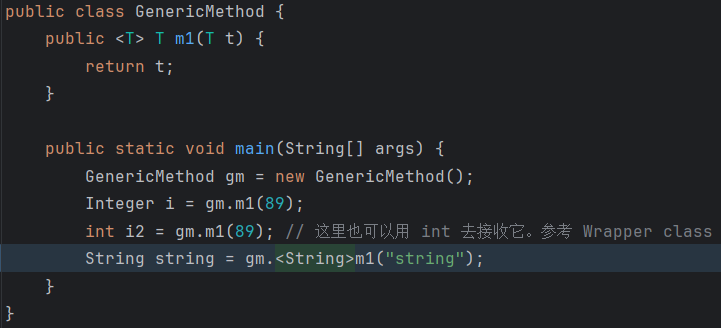 public class GenericMethod {
    public <T> T m1(T t) {
        return t;
    }

    public static void main(String[] args) {
        GenericMethod gm = new GenericMethod();
        Integer i = gm.m1(89);
        int i2 = gm.m1(89); // 这里也可以用 int 去接收它。参考 Wrapper class
        String string = gm.<String>m1("string");
    }
}